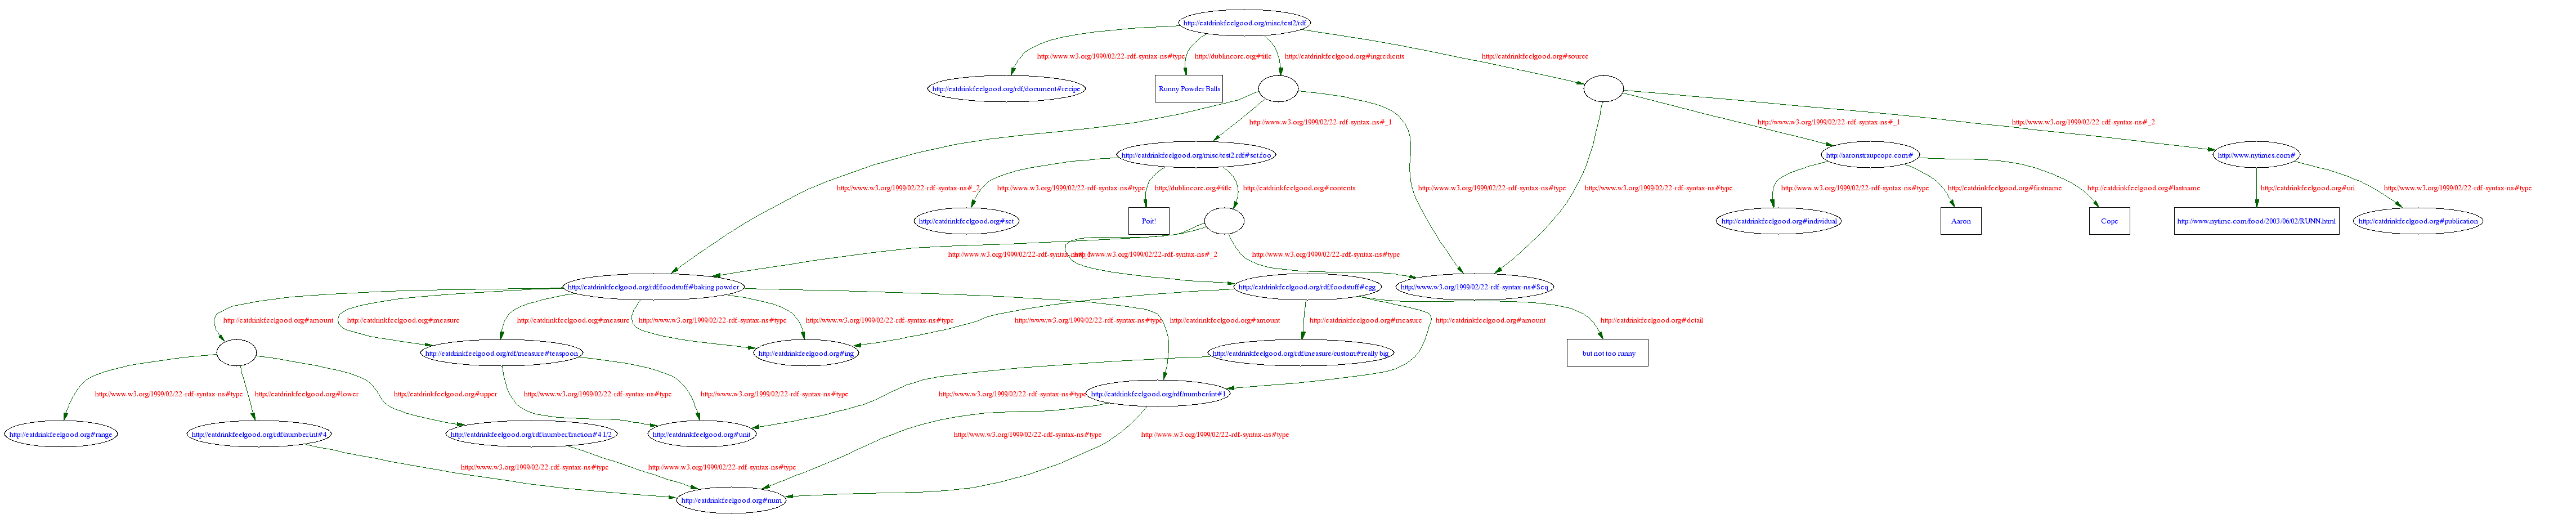 http://eatdrinkfeelgood.org/misc/test2/rdf
http://www.w3.org/1999/02/22-rdf-syntax-ns#type
http://dublincore.org#title
http://eatdrinkfeelgood.org#ingredients
http://eatdrinkfeelgood.org#source
http://eatdrinkfeelgood.org/rdf/document#recipe
Runny Powder Balls
http://www.w3.org/1999/02/22-rdf-syntax-ns#_1
http://www.w3.org/1999/02/22-rdf-syntax-ns#_1
http://www.w3.org/1999/02/22-rdf-syntax-ns#_2
http://eatdrinkfeelgood.org/misc/test2.rdf#set.foo
http://aaronstraupcope.com#
http://www.nytimes.com#
http://www.w3.org/1999/02/22-rdf-syntax-ns#_2
http://www.w3.org/1999/02/22-rdf-syntax-ns#type
http://dublincore.org#title
http://eatdrinkfeelgood.org#contents
http://www.w3.org/1999/02/22-rdf-syntax-ns#type
http://www.w3.org/1999/02/22-rdf-syntax-ns#type
http://www.w3.org/1999/02/22-rdf-syntax-ns#type
http://eatdrinkfeelgood.org#firstname
http://eatdrinkfeelgood.org#lastname
http://eatdrinkfeelgood.org#uri
http://www.w3.org/1999/02/22-rdf-syntax-ns#type
http://eatdrinkfeelgood.org#set
Poit!
http://eatdrinkfeelgood.org#individual
Aaron
Cope
http://www.nytime.com/food/2003/06/02/RUNN.html
http://eatdrinkfeelgood.org#publication
http://www.w3.org/1999/02/22-rdf-syntax-ns#_2
http://www.w3.org/1999/02/22-rdf-syntax-ns#type
http://eatdrinkfeelgood.org/rdf/foodstuff#baking powder
http://eatdrinkfeelgood.org/rdf/foodstuff#egg
http://www.w3.org/1999/02/22-rdf-syntax-ns#Seq
http://eatdrinkfeelgood.org#amount
http://eatdrinkfeelgood.org#measure
http://eatdrinkfeelgood.org#measure
http://www.w3.org/1999/02/22-rdf-syntax-ns#type
http://www.w3.org/1999/02/22-rdf-syntax-ns#type
http://www.w3.org/1999/02/22-rdf-syntax-ns#type
http://eatdrinkfeelgood.org#amount
http://eatdrinkfeelgood.org#measure
http://eatdrinkfeelgood.org#amount
http://eatdrinkfeelgood.org#detail
http://eatdrinkfeelgood.org/rdf/measure#teaspoon
http://eatdrinkfeelgood.org#ing
http://eatdrinkfeelgood.org/rdf/measure/custom#really big
but not too runny
http://www.w3.org/1999/02/22-rdf-syntax-ns#type
http://eatdrinkfeelgood.org#lower
http://eatdrinkfeelgood.org#upper
http://www.w3.org/1999/02/22-rdf-syntax-ns#type
http://www.w3.org/1999/02/22-rdf-syntax-ns#type
http://www.w3.org/1999/02/22-rdf-syntax-ns#type
http://eatdrinkfeelgood.org/rdf/number/int#1
http://eatdrinkfeelgood.org#range
http://eatdrinkfeelgood.org/rdf/number/int#4
http://eatdrinkfeelgood.org/rdf/number/fraction#4 1/2
http://eatdrinkfeelgood.org#unit
http://www.w3.org/1999/02/22-rdf-syntax-ns#type
http://www.w3.org/1999/02/22-rdf-syntax-ns#type
http://www.w3.org/1999/02/22-rdf-syntax-ns#type
http://www.w3.org/1999/02/22-rdf-syntax-ns#type
http://eatdrinkfeelgood.org#num